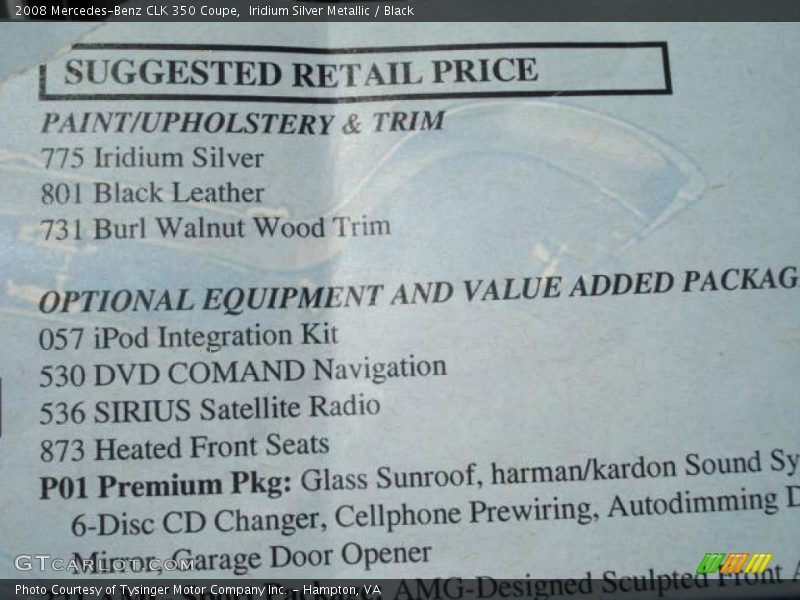 2008 Mercedes-Benz CLK 350 Coupe, Iridium Silver Metallic / Black
SUGGESTED RETAIL PRICE
PAINT/UPHOLSTERY & TRIM
775 Iridium Silver
801 Black Leather
731 Burl Walnut Wood Trim
OPTIONAL EQUIPMENT AND VALUE ADDED PACKAG
057 iPod Integration Kit
530 DVD COMAND Navigation
536 SIRIUS Satellite Radio
873 Heated Front Seats
P01 Premium Pkg: Glass Sunroof, harman/kardon Sound Sy
6-Disc CD Changer, Cellphone Prewiring, Autodimming D
Mirror, Garage Door Opener
GTcarlot.com
AMG-Designed Sculpted Front A
Photo Courtesy of Tysinger Motor Company Inc. - Hampton, VA